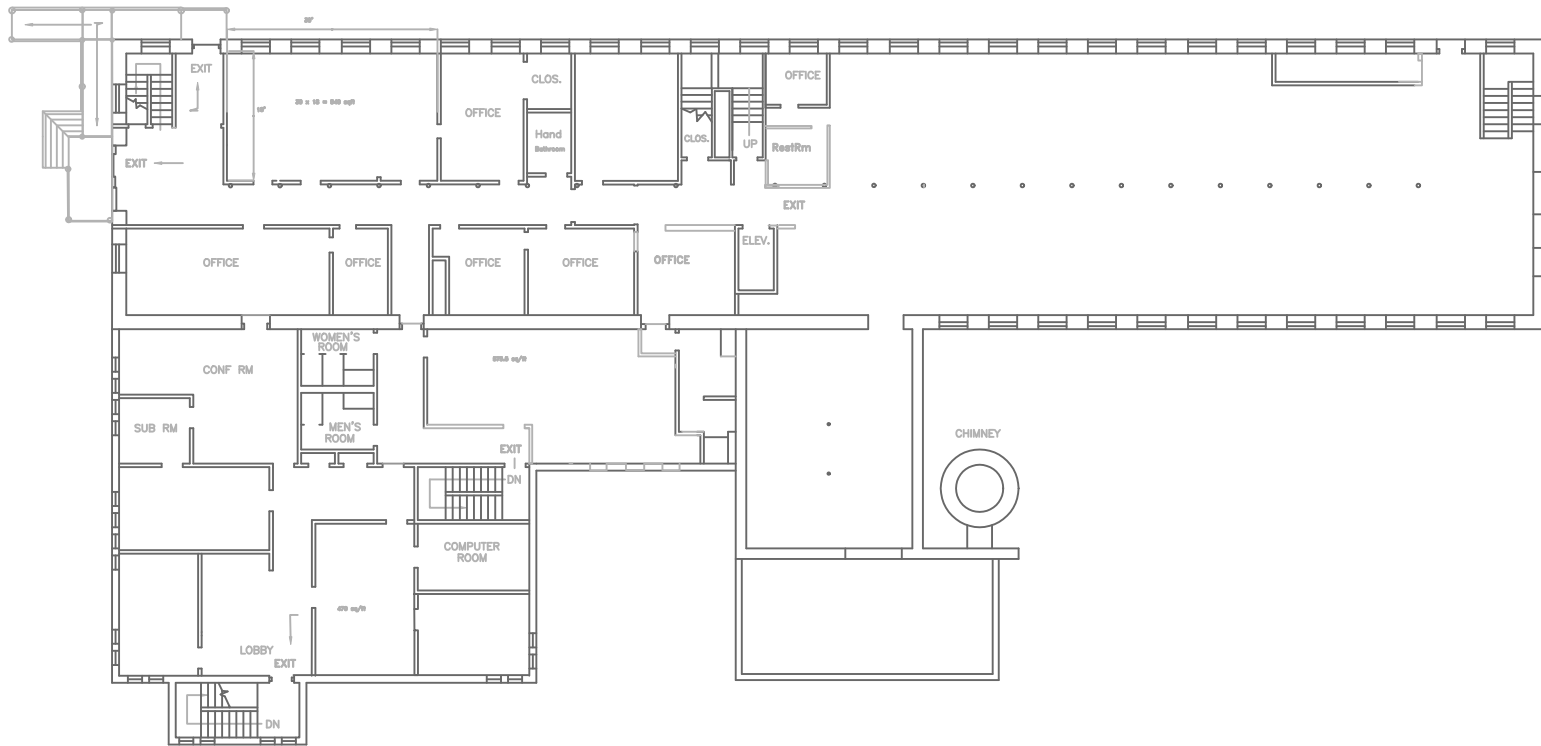 EXIT
CLOS.
OFFICE
OFFICE
Hand
Bathroom
CLOS.
UP
RestRm
EXIT
EXIT
ELEV.
OFFICE
OFFICE
OFFICE
OFFICE
OFFICE
WOMEN'S
ROOM
CONF RM
SUB RM
MEN'S
ROOM
EXIT
DN
CHIMNEY
COMPUTER
ROOM
LOBBY
EXIT
DN